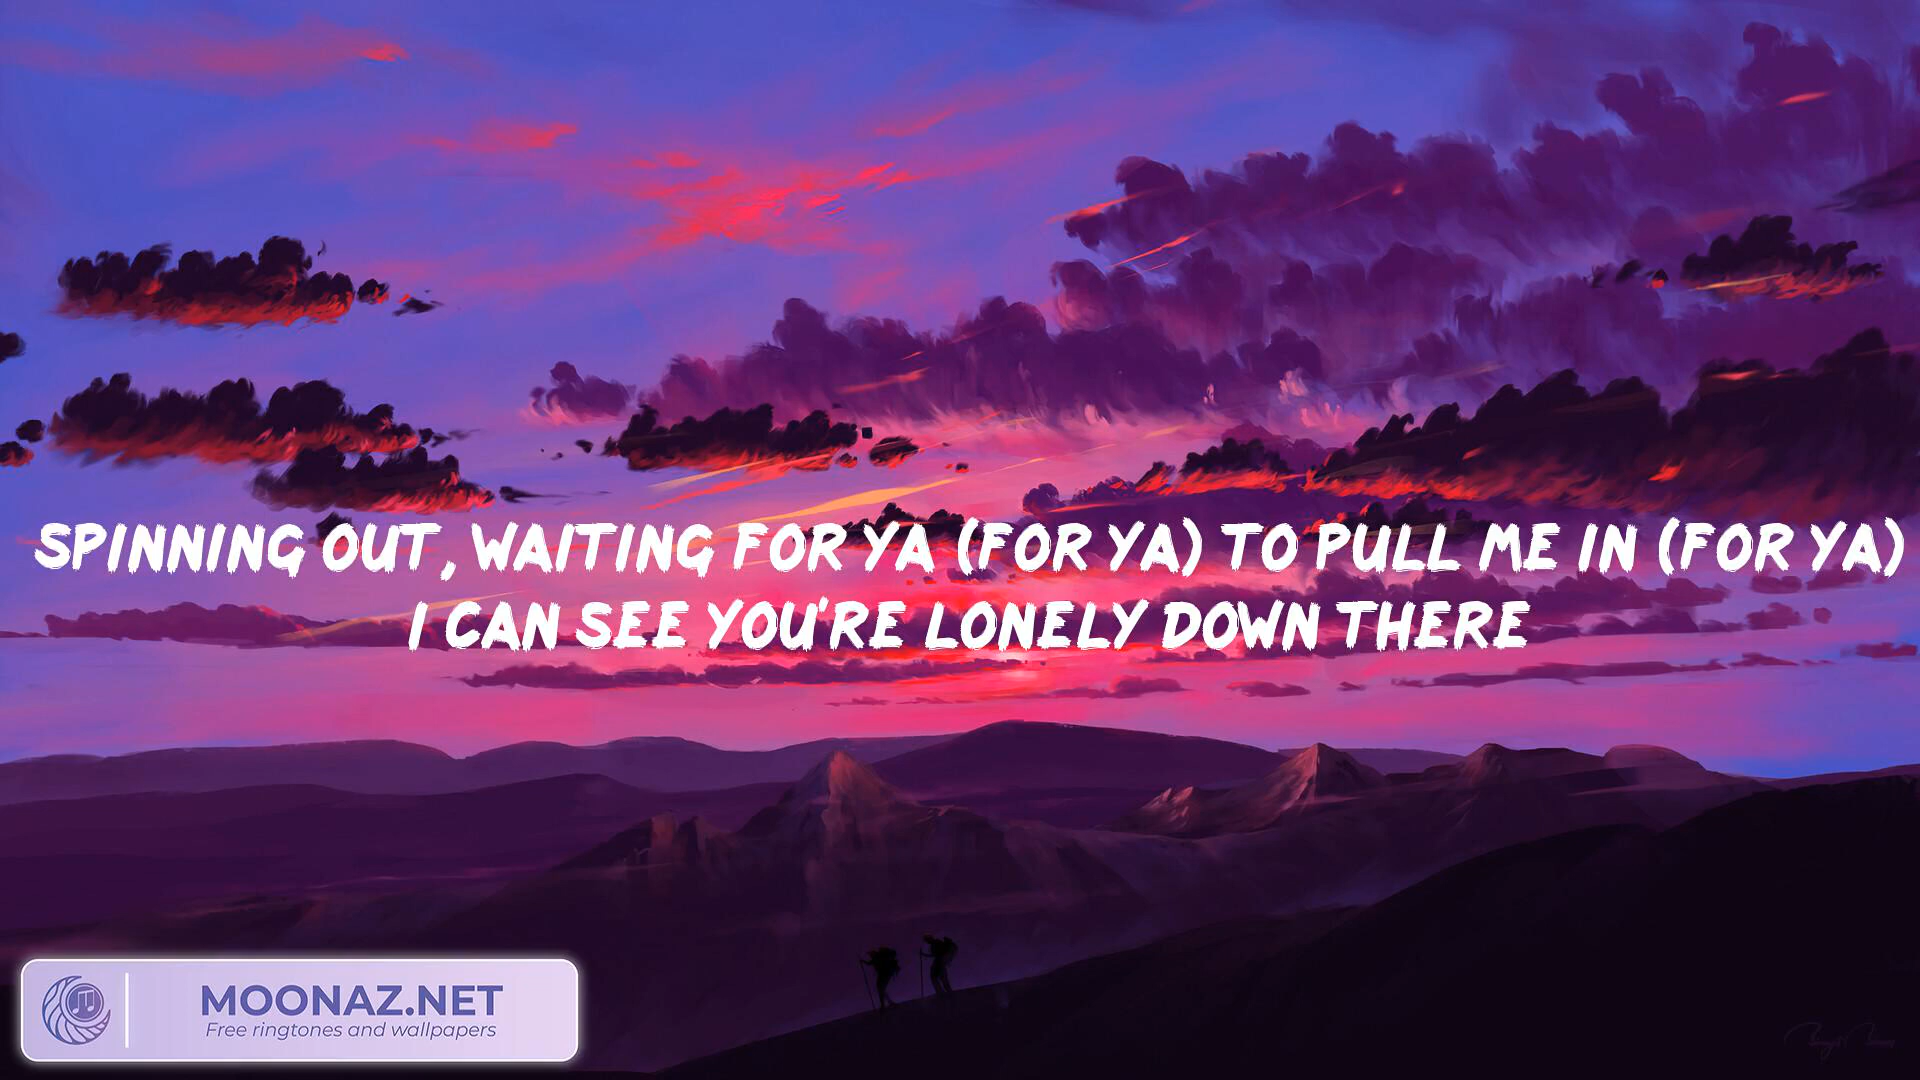 SPINNING OUT, WAITING FOR YA (FOR YA) TO PULL ME IN (FOR YA)
I CAN SEE YOU'RE LONELY DOWN THERE
MOONAZ.NET
Free ringtones and wallpapers